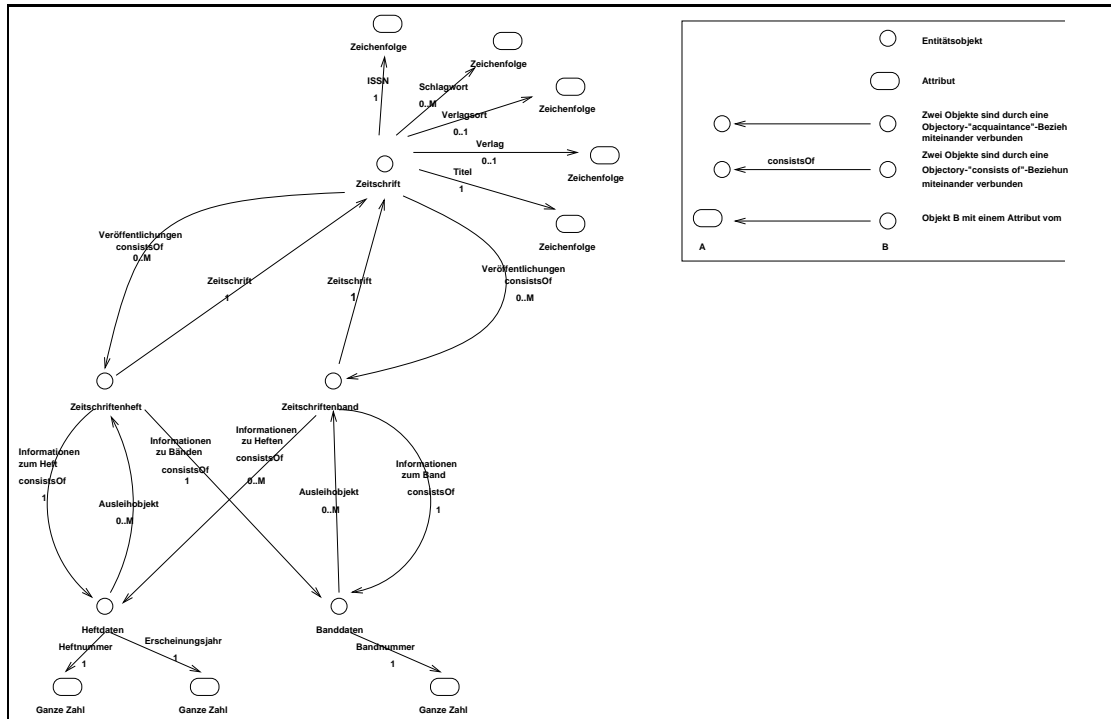 Zeichenfolge
Zeichenfolge
ISSN
1
Schlagwort
0..M
Zeichenfolge
Verlagsort
0..1
Verlag
0..1
Zeichenfolge
Titel
1
Zeitschrift
Zeichenfolge
Veröffentlichungen
consistsOf
0..M
Zeitschrift
1
Zeitschrift
1
Veröffentlichungen
consistsOf
0..M
Zeitschriftenheft
Zeitschriftenband
Informationen
zum Heft
consistsOf
1
Informationen
zu Bänden
consistsOf
1
Informationen
zu Heften
consistsOf
0..M
Informationen
zum Band
consistsOf
1
Ausleihobjekt
0..M
Ausleihobjekt
0..M
Heftdaten
Banddaten
Heftnummer
1
Erscheinungsjahr
1
Bandnummer
1
Ganze Zahl
Ganze Zahl
Ganze Zahl
Entitätsobjekt
Attribut
Zwei Objekte sind durch eine
Objectory-"acquaintance"-Bezieh
miteinander verbunden
consistsOf
Zwei Objekte sind durch eine
Objectory-"consists of"-Beziehun
miteinander verbunden
Objekt B mit einem Attribut vom
A
B